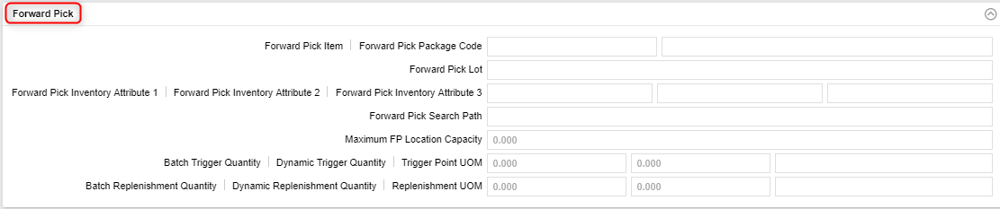 Forward Pick
Forward Pick Item | Forward Pick Package Code
Forward Pick Lot
Forward Pick Inventory Attribute 1 | Forward Pick Inventory Attribute 2 | Forward Pick Inventory Attribute 3
Forward Pick Search Path
Maximum FP Location Capacity 0.000
Batch Trigger Quantity | Dynamic Trigger Quantity | Trigger Point UOM 0.000 0.000
Batch Replenishment Quantity | Dynamic Replenishment Quantity | Replenishment UOM 0.000 0.000